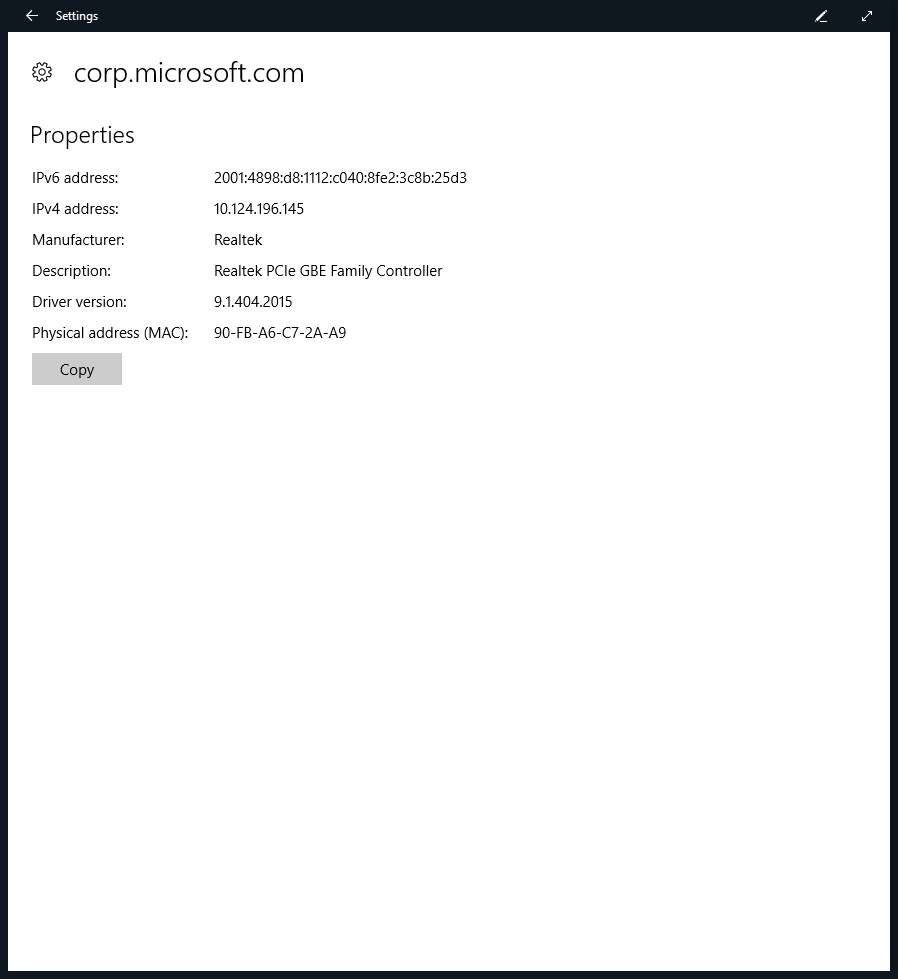 Settings
corp.microsoft.com
Properties
IPv6 address: 2001:4898:d8:1112:c040:8fe2:3c8b:25d3
IPv4 address: 10.124.196.145
Manufacturer: Realtek
Description: Realtek PCIe GBE Family Controller
Driver version: 9.1.404.2015
Physical address (MAC): 90-FB-A6-C7-2A-A9
Copy